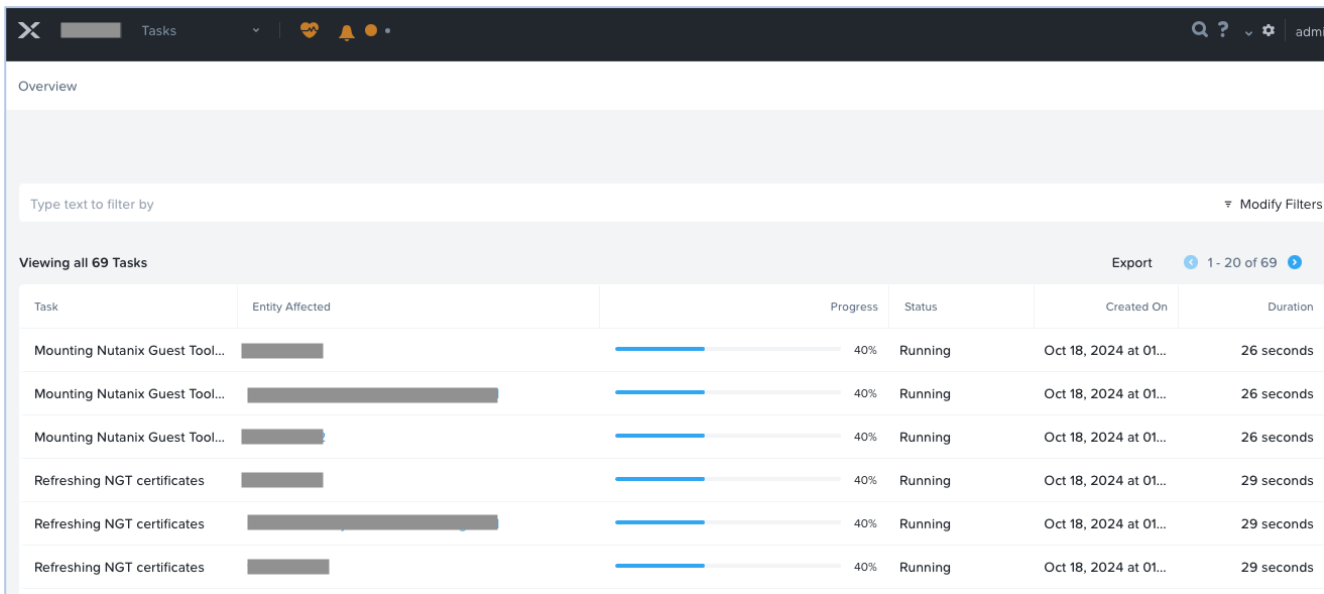 Tasks admi
Overview
Type text to filter by Modify Filters
Viewing all 69 Tasks Export 1 - 20 of 69
Task Entity Affected Progress Status Created On Duration
Mounting Nutanix Guest Tool... 40% Running Oct 18, 2024 at 01... 26 seconds
Mounting Nutanix Guest Tool... 40% Running Oct 18, 2024 at 01... 26 seconds
Mounting Nutanix Guest Tool... 40% Running Oct 18, 2024 at 01... 26 seconds
Refreshing NGT certificates 40% Running Oct 18, 2024 at 01... 29 seconds
Refreshing NGT certificates 40% Running Oct 18, 2024 at 01... 29 seconds
Refreshing NGT certificates 40% Running Oct 18, 2024 at 01... 29 seconds